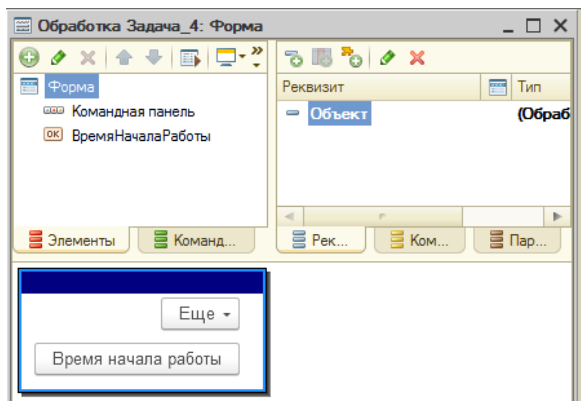 Обработка Задача_4: Форма
Форма
Командная панель
ВремяНачалаРаботы
Элементы
Команд...
Реквизит
Тип
Объект
(Обраб
Рек...
Ком...
Пар...
Еще
Время начала работы